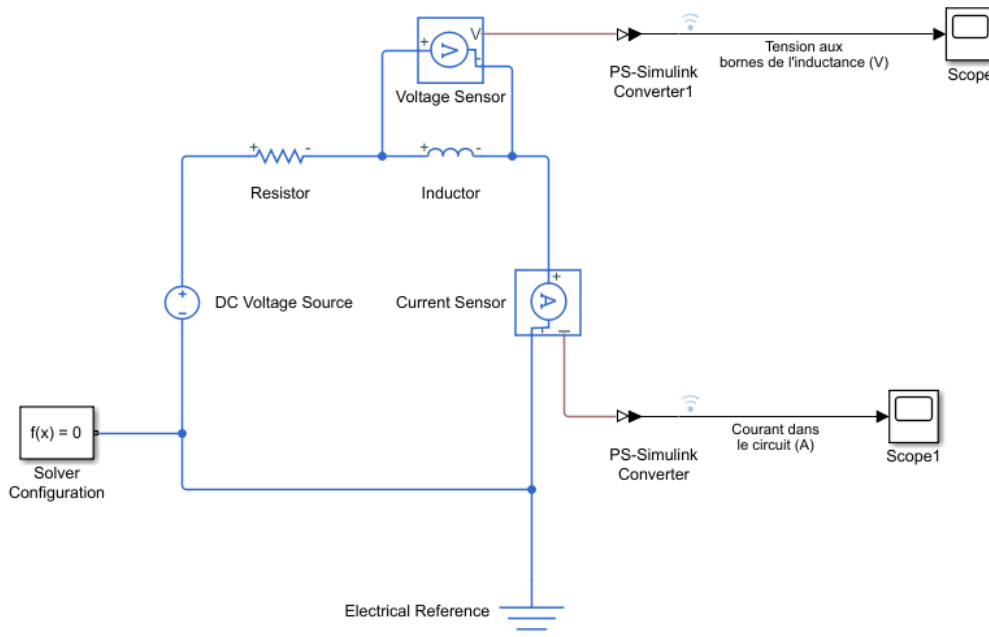 V
+
-
Voltage Sensor
PS-Simulink
Converter1
Tension aux
bornes de l'inductance (V)
Scope
+ -
Resistor
+ -
Inductor
+
-
DC Voltage Source
Current Sensor
+
A
f(x) = 0
Solver
Configuration
PS-Simulink
Converter
Courant dans
le circuit (A)
Scope1
Electrical Reference